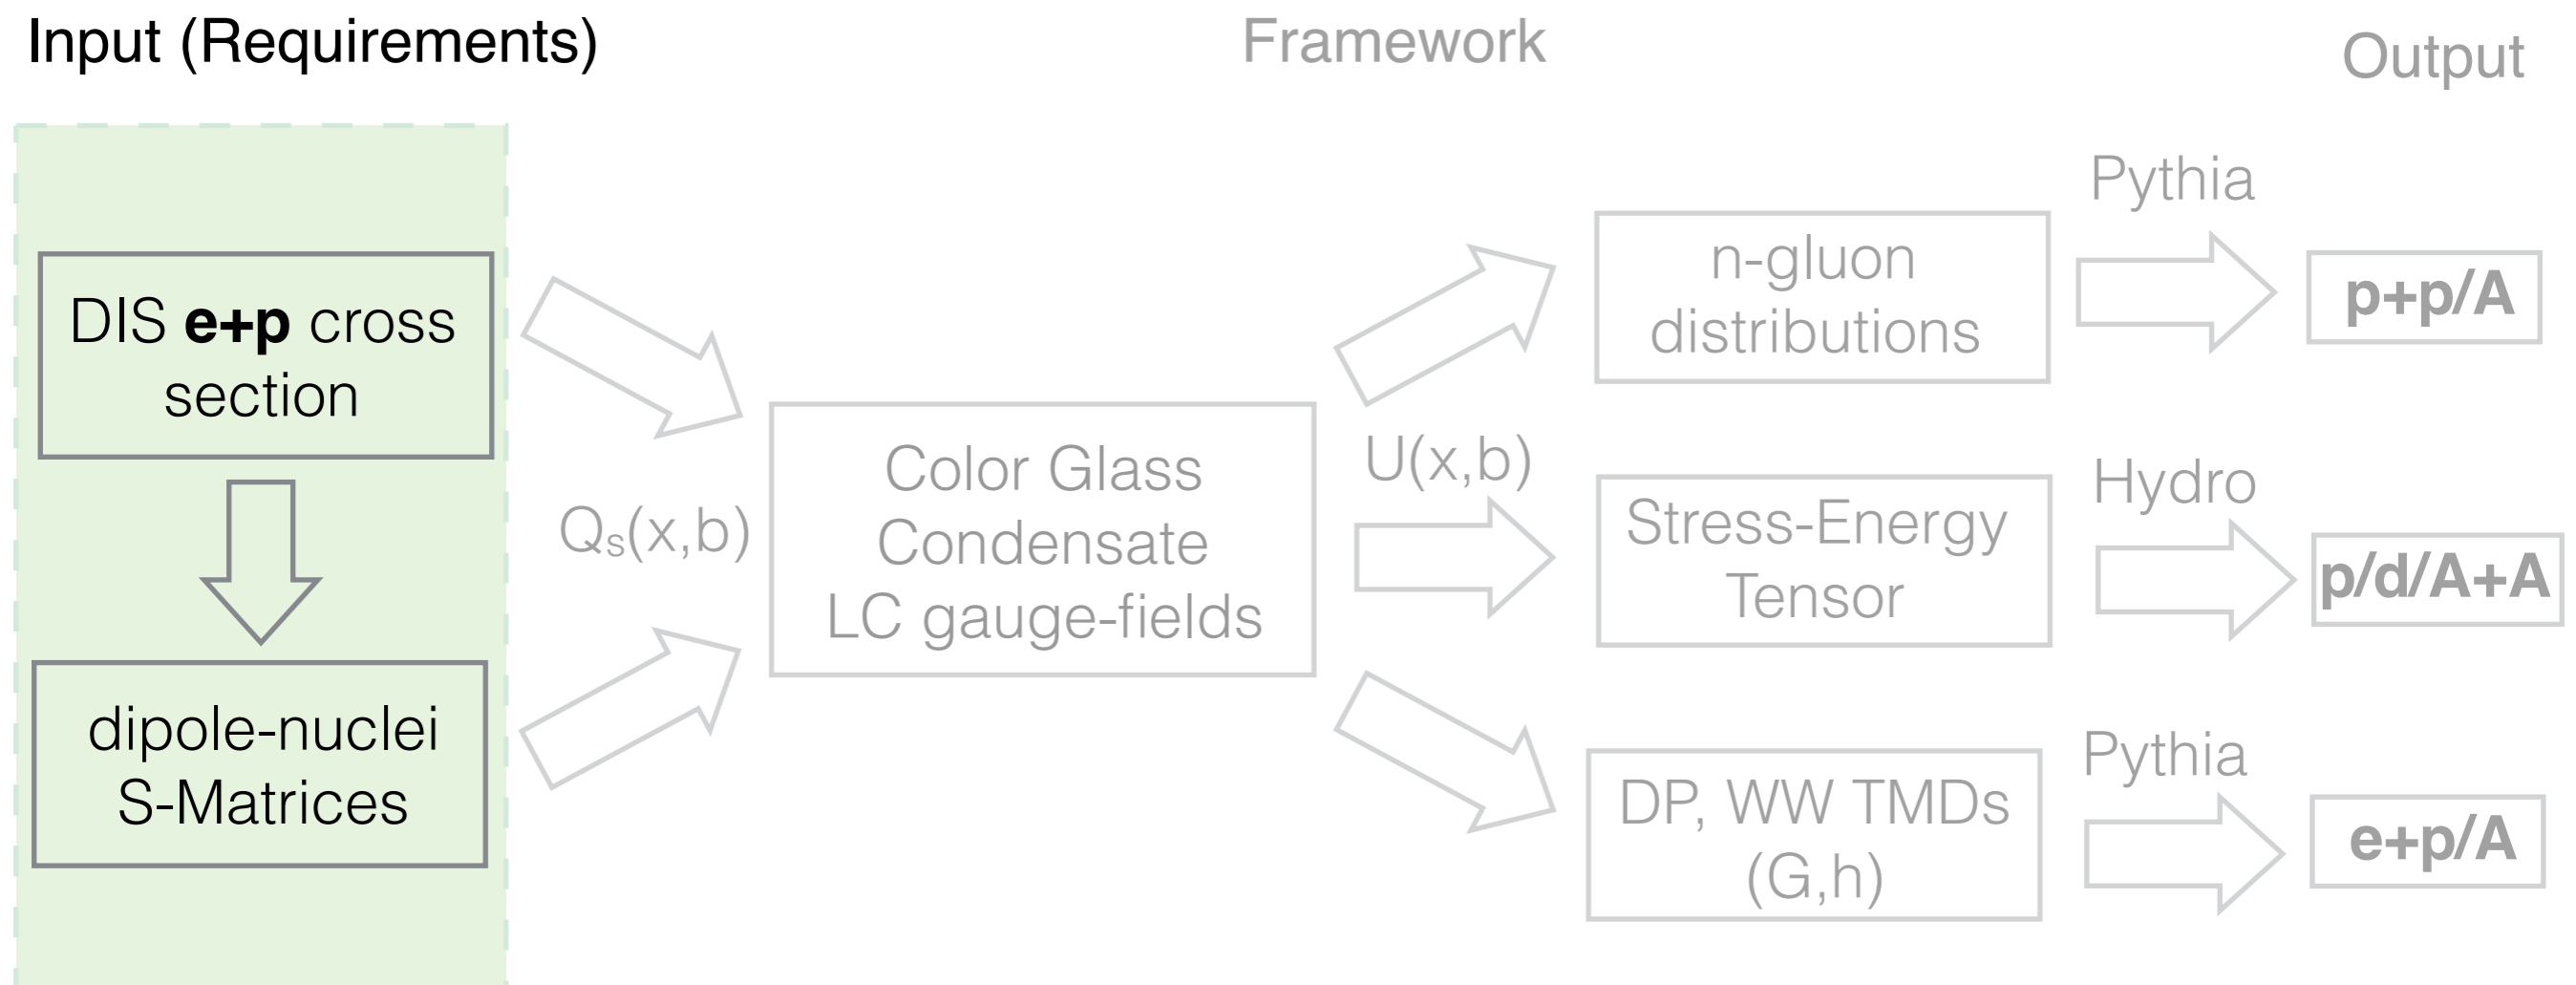 Input (Requirements)
Framework
Output
DIS e+p cross
section
dipole-nuclei
S-Matrices
Qs(x,b)
Color Glass
Condensate
LC gauge-fields
U(x,b)
n-gluon
distributions
Stress-Energy
Tensor
DP, WW TMDs
(G,h)
Pythia
p+p/A
Hydro
p/d/A+A
Pythia
e+p/A